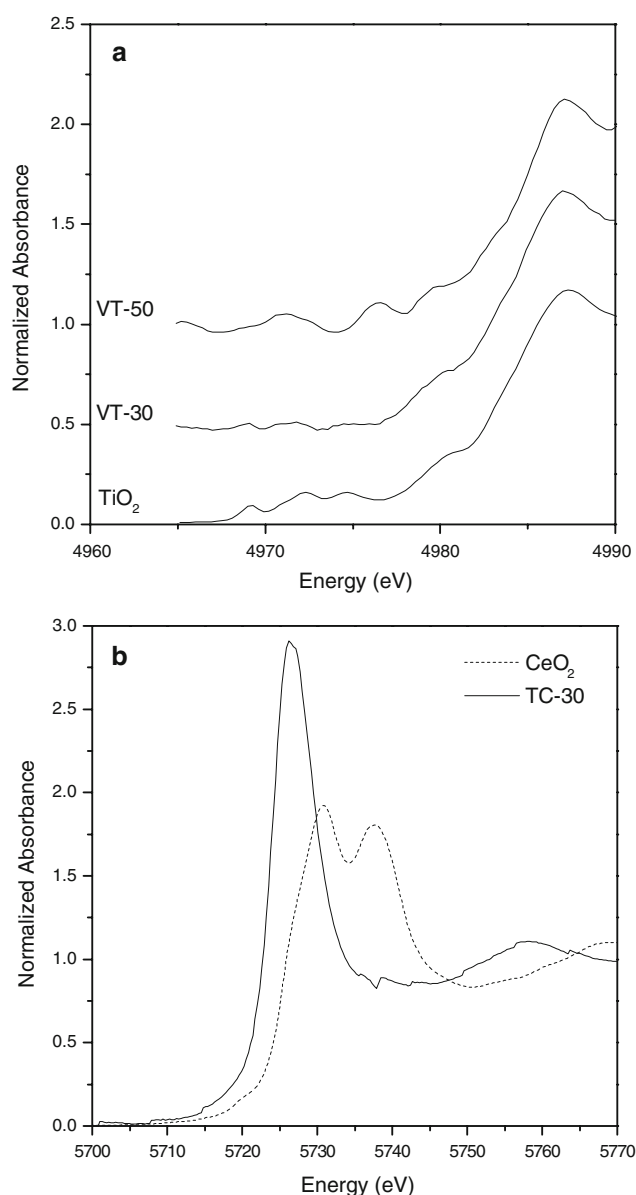 a
2.5
2.0
1.5
1.0
0.5
0.0
Normalized Absorbance
VT-50
VT-30
TiO₂
4960 4970 4980 4990
Energy (eV)
b
3.0
2.5
2.0
1.5
1.0
0.5
0.0
Normalized Absorbance
CeO₂
TC-30
5700 5710 5720 5730 5740 5750 5760 5770
Energy (eV)